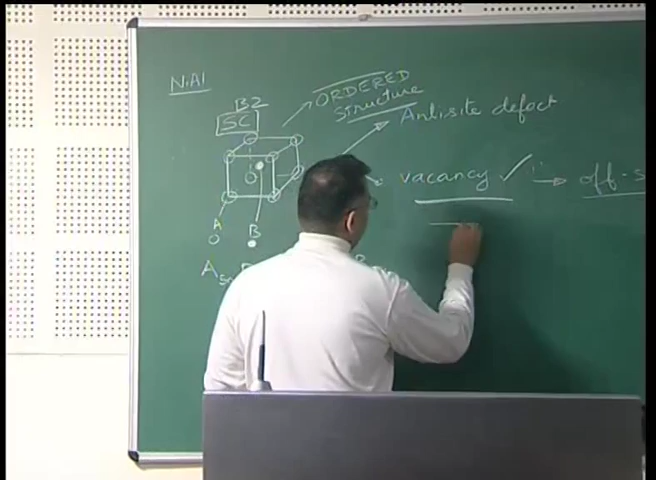 NiAl
B2
SC
ORDERED
structure
Antisite defect
vacancy ✓
off-s
A
B